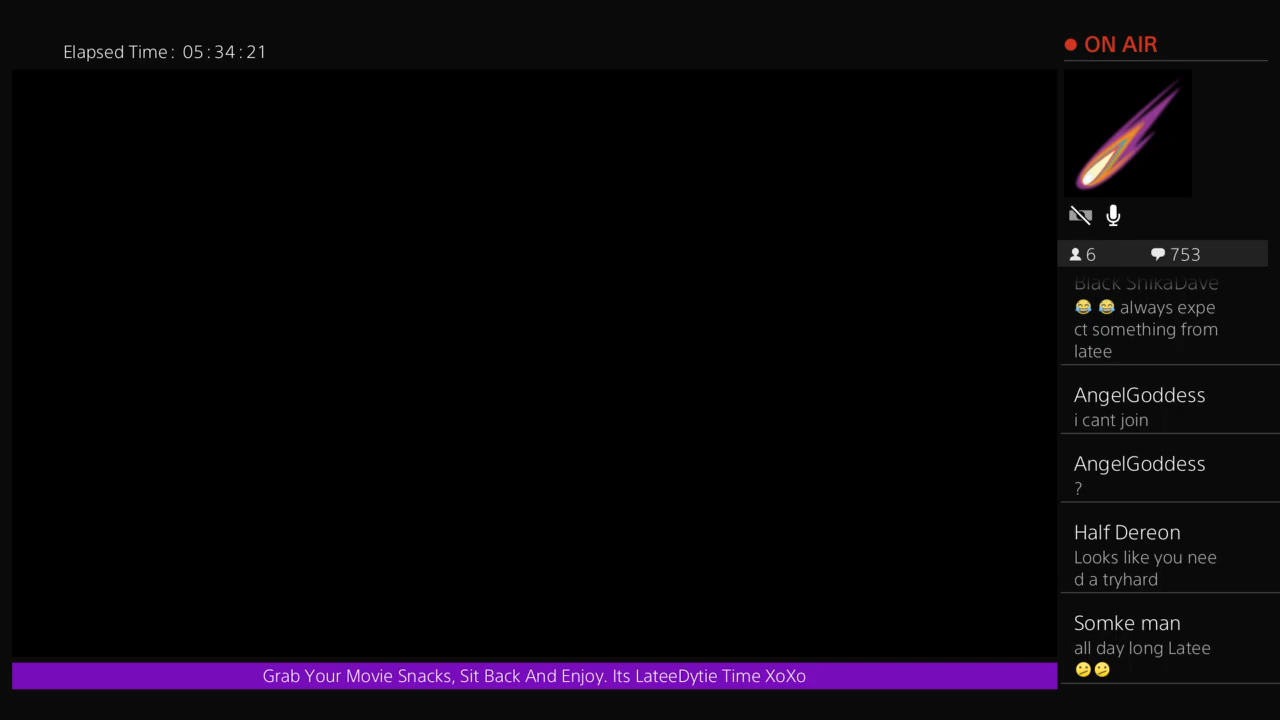 Elapsed Time: 05:34:21
ON AIR
6 753
Black ShikaDave
😂 😂 always expe
ct something from
latee
AngelGoddess
i cant join
AngelGoddess
?
Half Dereon
Looks like you nee
d a tryhard
Somke man
all day long Latee
🫤🫤
Grab Your Movie Snacks, Sit Back And Enjoy. Its LateeDytie Time XoXo